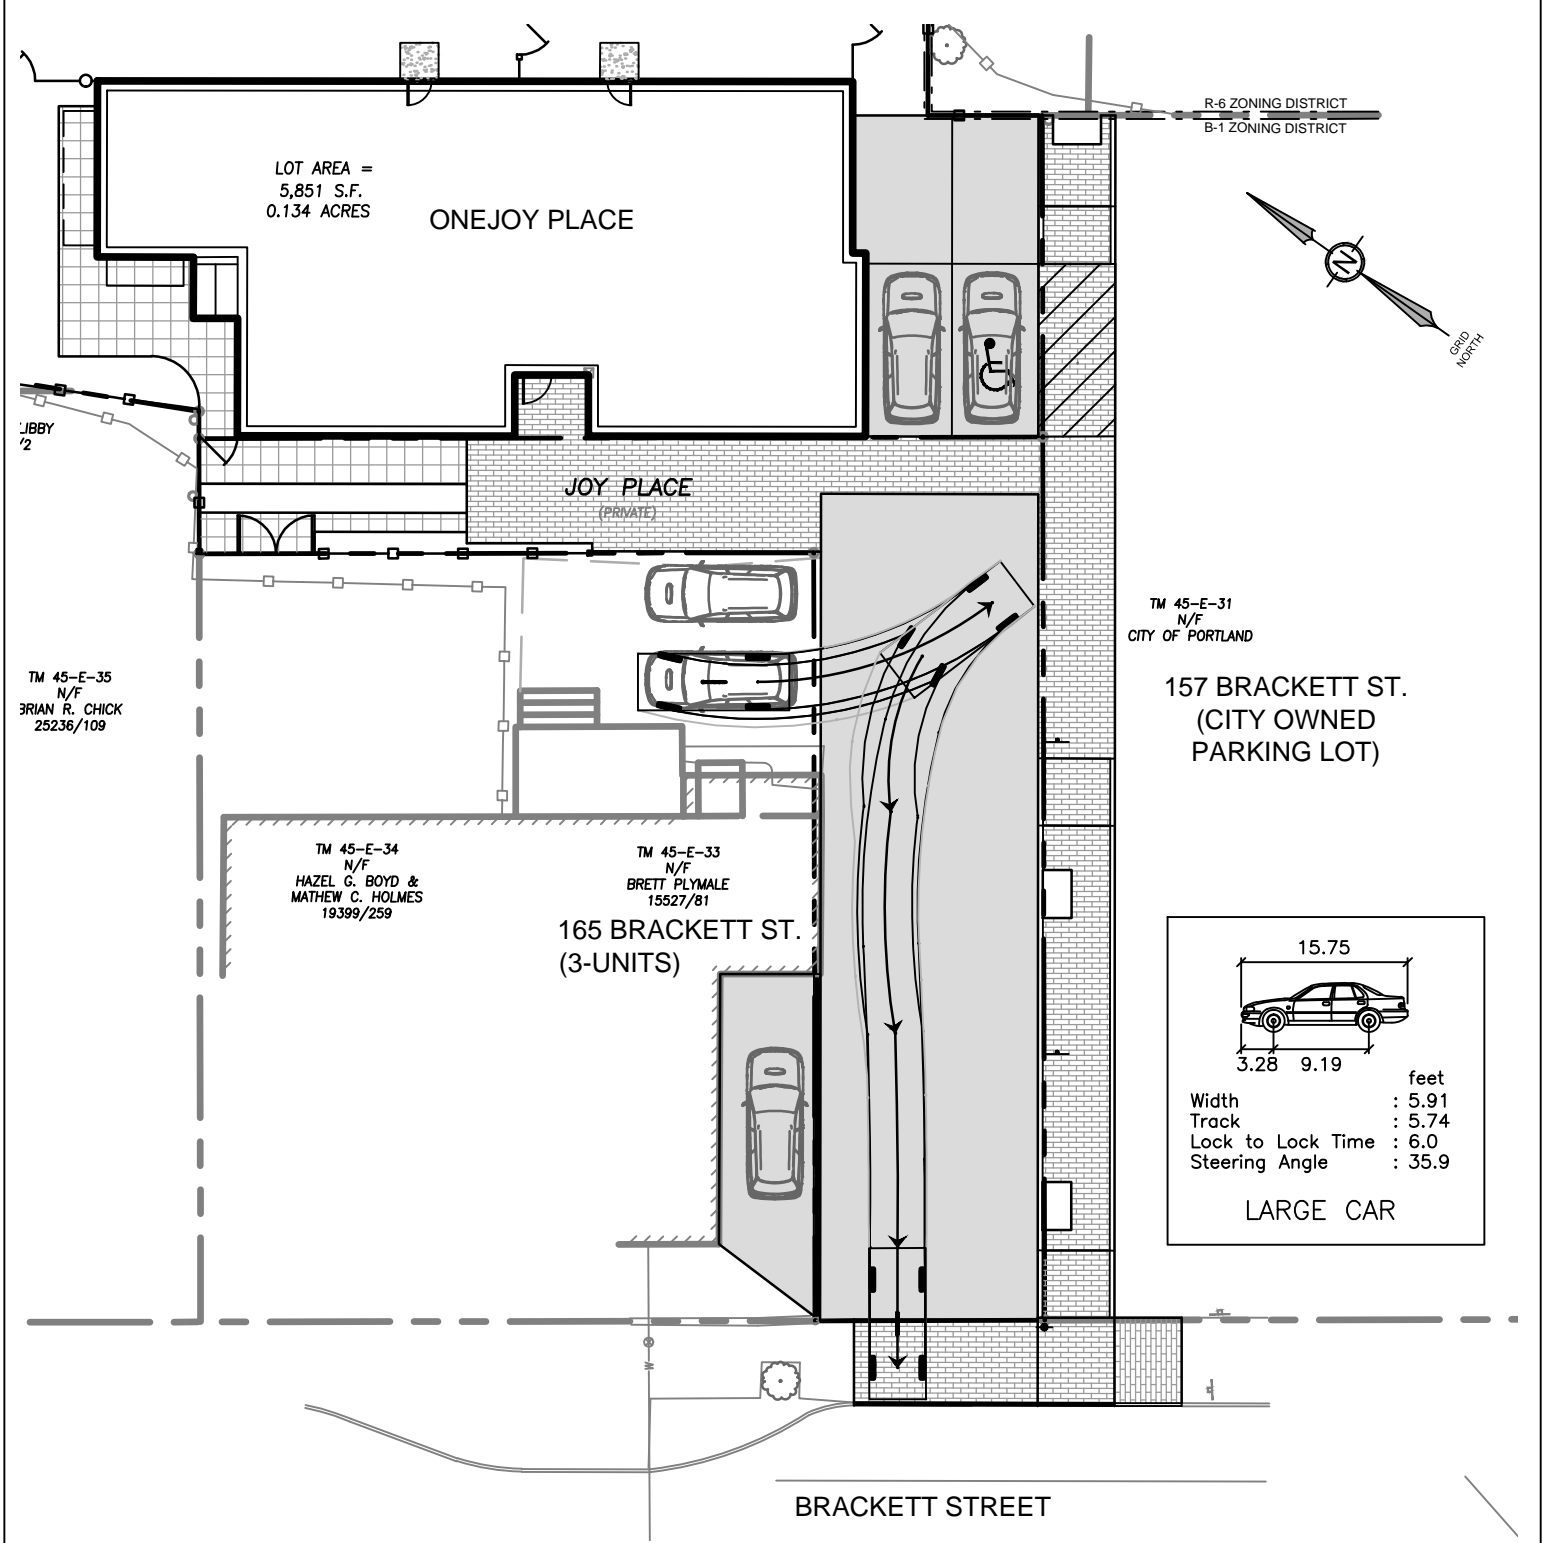 R-6 ZONING DISTRICT
B-1 ZONING DISTRICT
LOT AREA =
5,851 S.F.
0.134 ACRES
ONEJOY PLACE
N
GRID
NORTH
LIBBY
/2
JOY PLACE
(PRIVATE)
TM 45-E-31
N/F
CITY OF PORTLAND
157 BRACKETT ST.
(CITY OWNED
PARKING LOT)
TM 45-E-35
N/F
BRIAN R. CHICK
25236/109
TM 45-E-34
N/F
HAZEL G. BOYD &
MATHEW C. HOLMES
19399/259
TM 45-E-33
N/F
BRETT PLYMALE
15527/81
165 BRACKETT ST.
(3-UNITS)
15.75
3.28 9.19
feet
Width : 5.91
Track : 5.74
Lock to Lock Time : 6.0
Steering Angle : 35.9
LARGE CAR
W
BRACKETT STREET